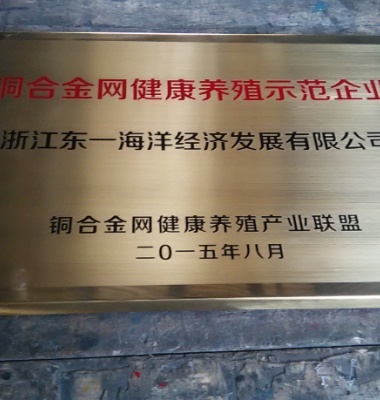 铜合金网健康养殖示范企业
浙江东一海洋经济发展有限公司
铜合金网健康养殖产业联盟
二〇一五年八月